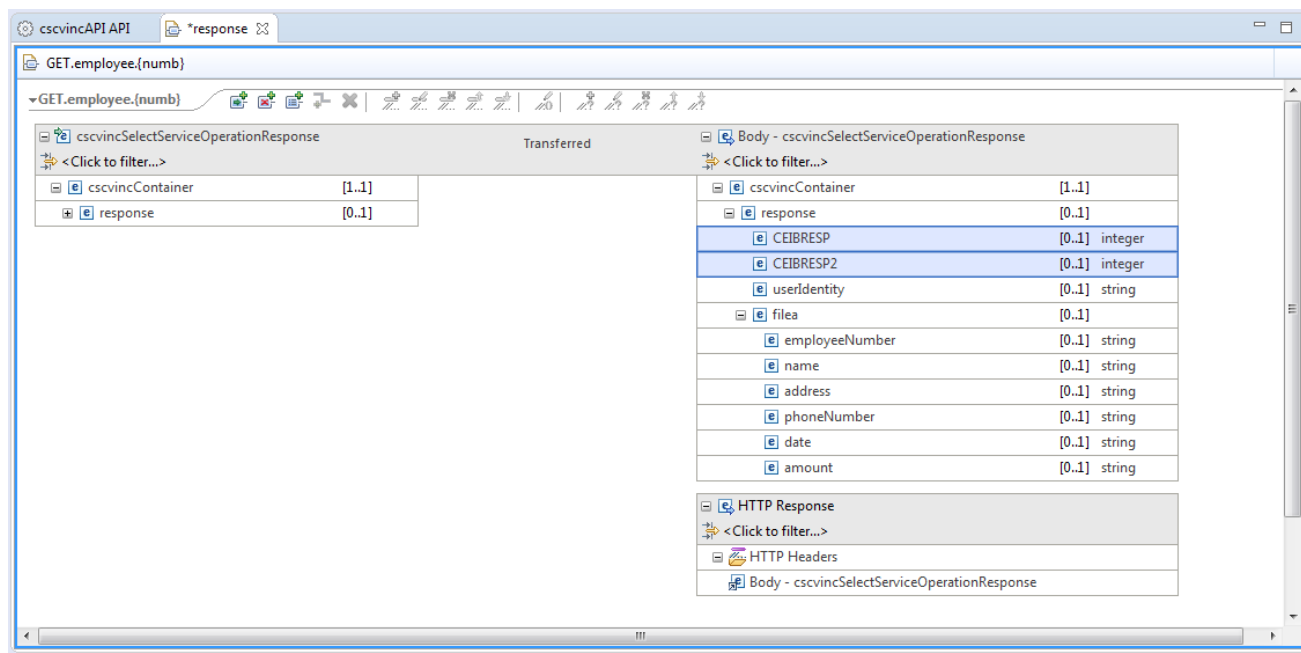 cscvincAPI API
*response
GET.employee.{numb}
GET.employee.{numb}
cscvincSelectServiceOperationResponse
<Click to filter...>
cscvincContainer [1..1]
response [0..1]
Transferred
Body - cscvincSelectServiceOperationResponse
<Click to filter...>
cscvincContainer [1..1]
response [0..1]
CEIBRESP [0..1] integer
CEIBRESP2 [0..1] integer
userIdentity [0..1] string
filea [0..1]
employeeNumber [0..1] string
name [0..1] string
address [0..1] string
phoneNumber [0..1] string
date [0..1] string
amount [0..1] string
HTTP Response
<Click to filter...>
HTTP Headers
Body - cscvincSelectServiceOperationResponse